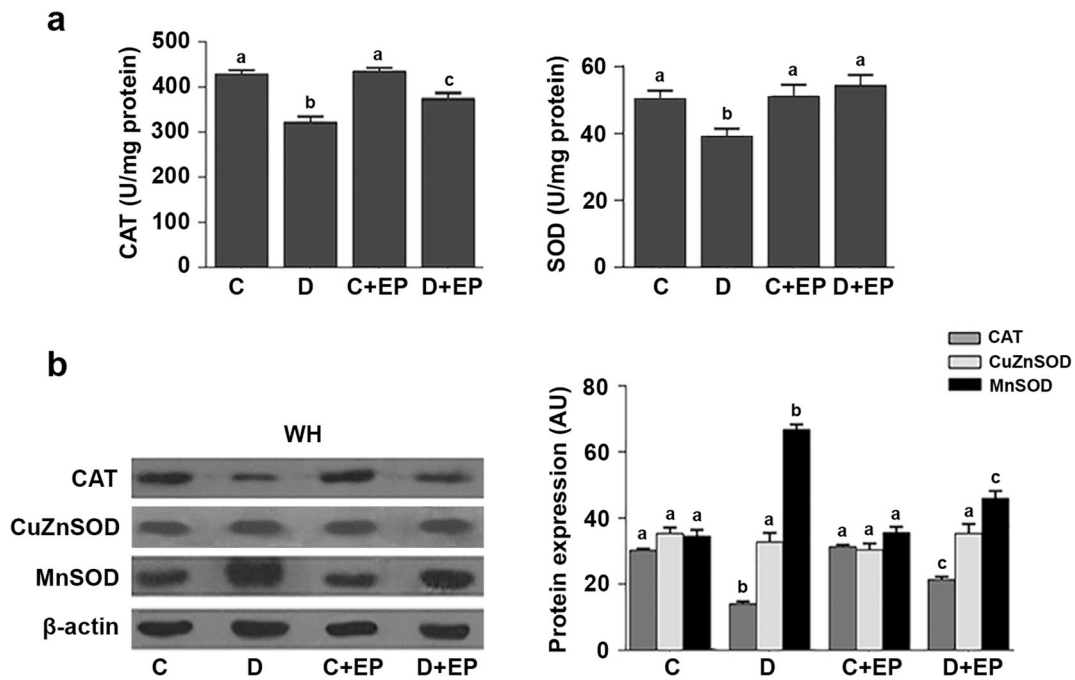 a
CAT (U/mg protein)
500
400
300
200
100
0
a
b
a
c
C D C+EP D+EP
SOD (U/mg protein)
60
40
20
0
a
b
a
a
C D C+EP D+EP
b
WH
CAT
CuZnSOD
MnSOD
β-actin
C D C+EP D+EP
CAT
CuZnSOD
MnSOD
Protein expression (AU)
80
60
40
20
0
a a a
b a b
a a a
c a c
C D C+EP D+EP